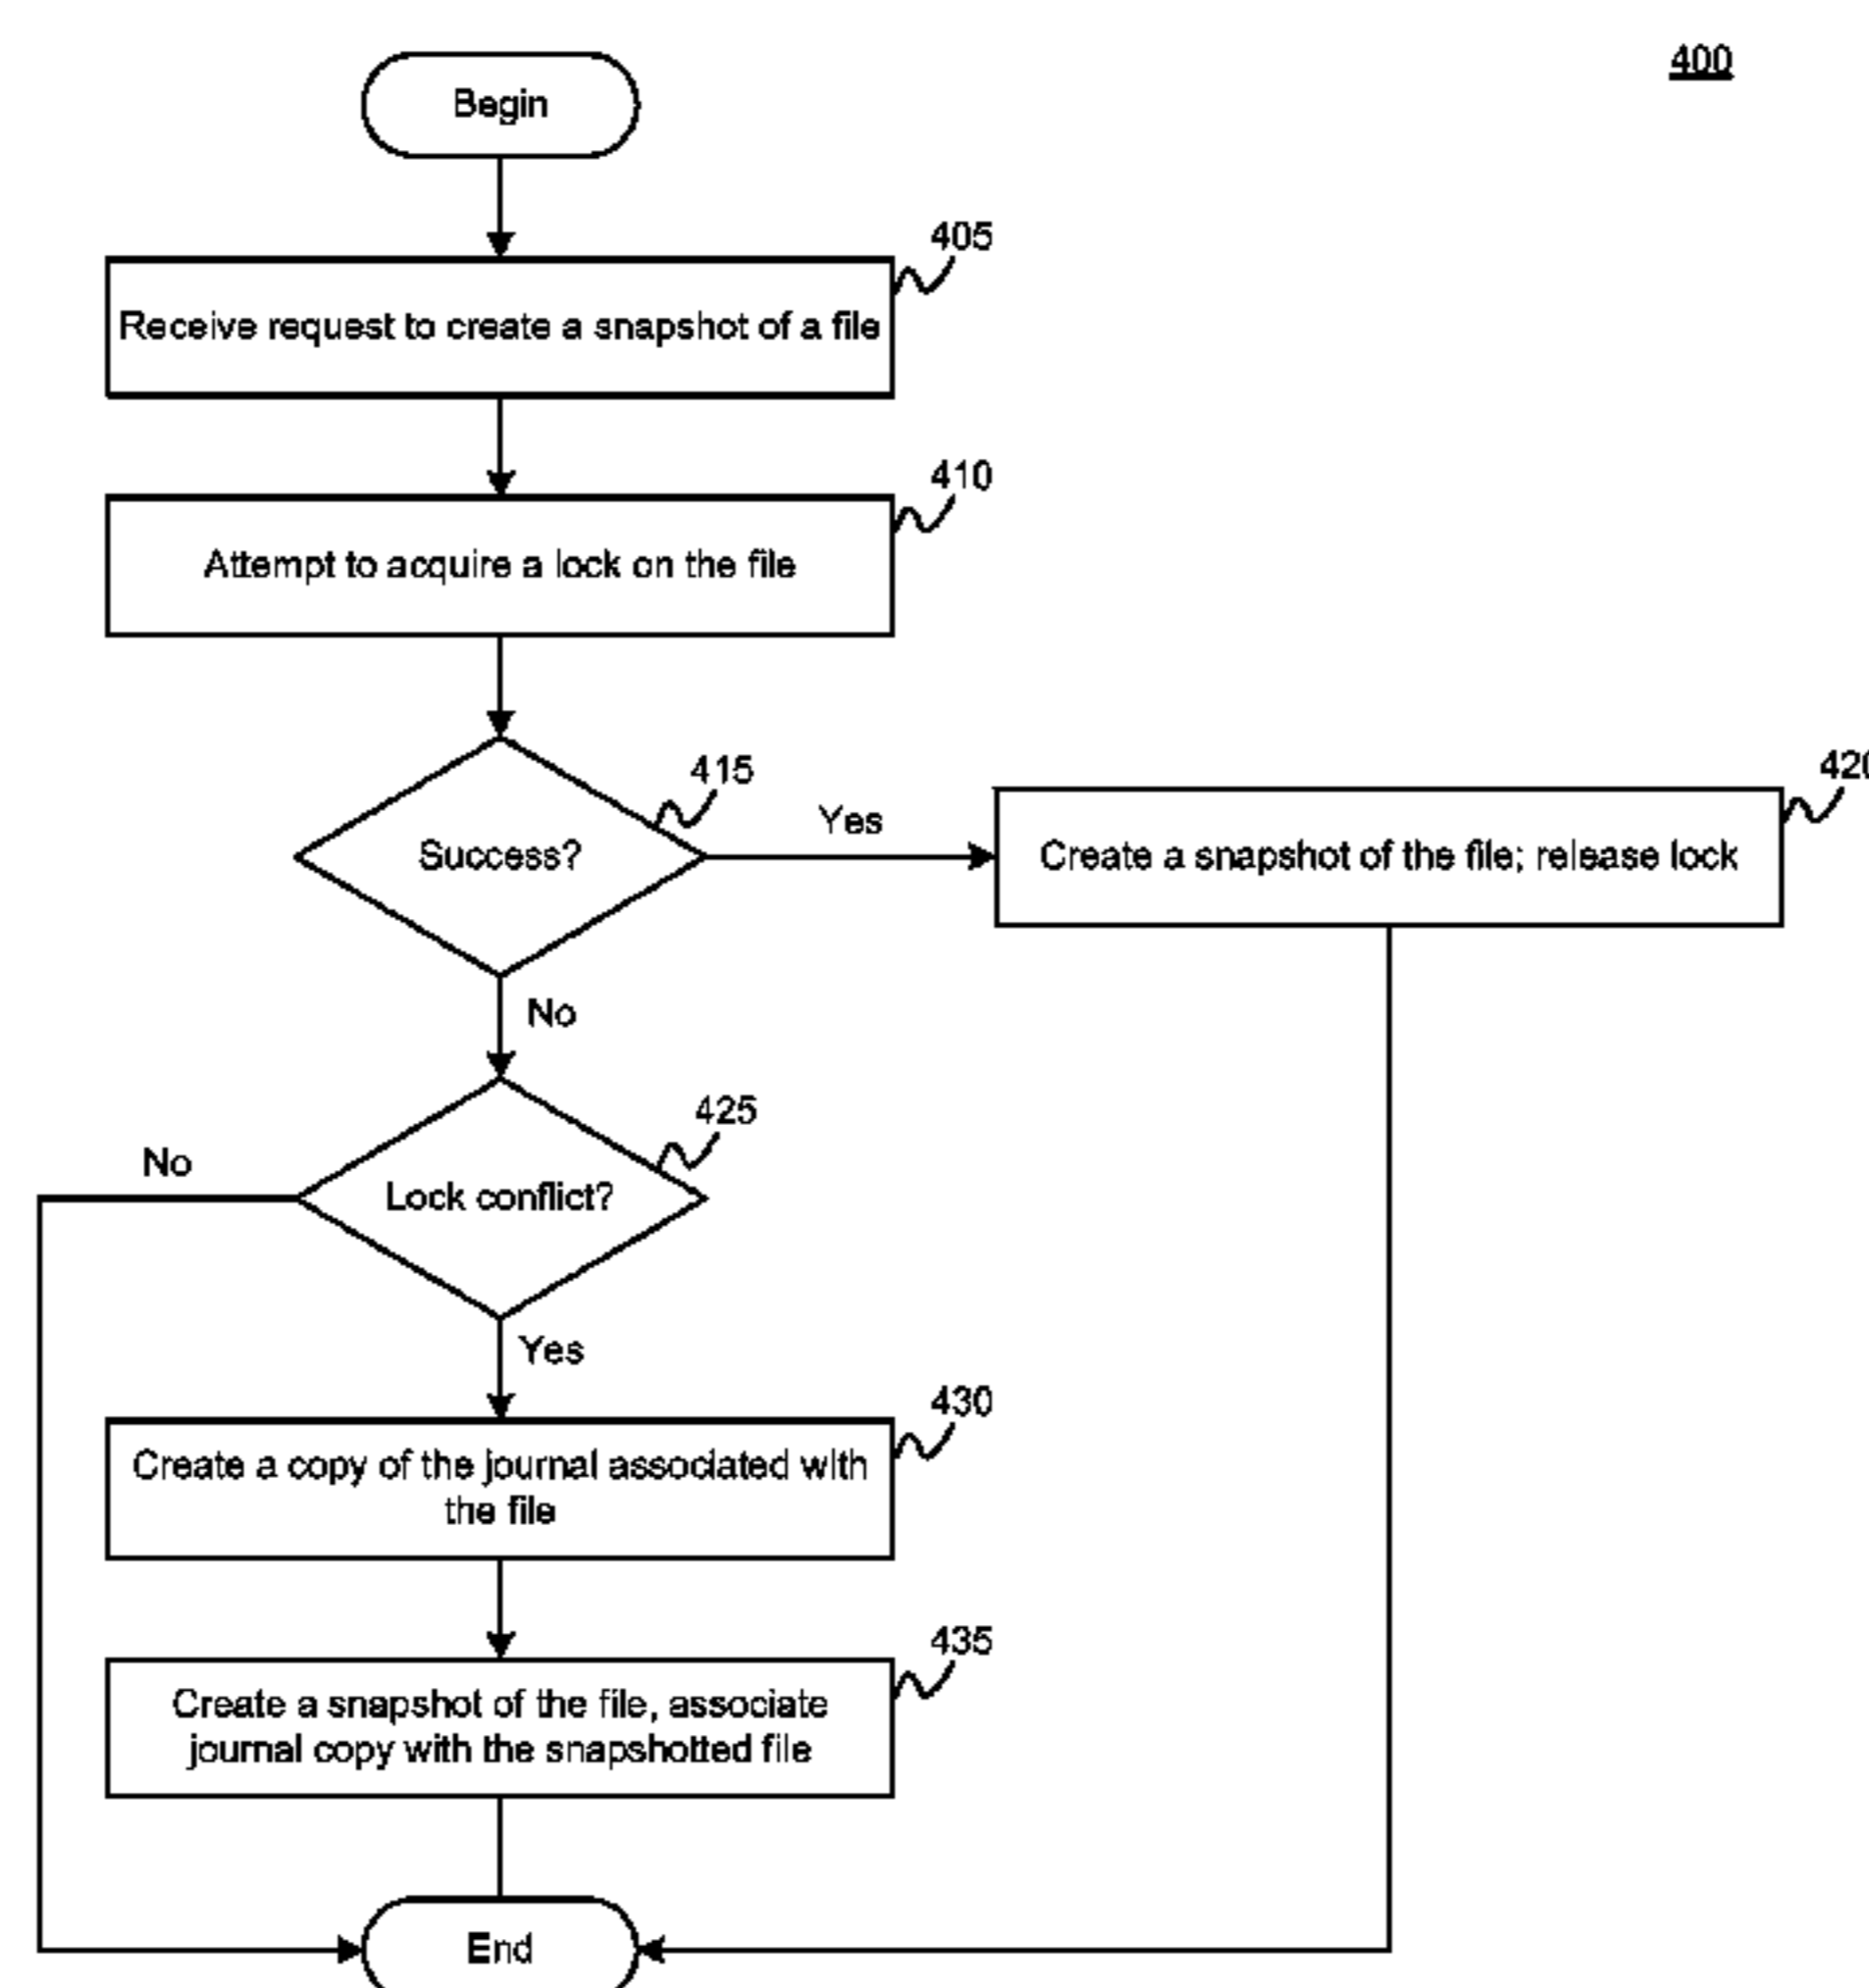 400
Begin
405
Receive request to create a snapshot of a file
410
Attempt to acquire a lock on the file
415
Success?
Yes
420
Create a snapshot of the file; release lock
No
425
Lock conflict?
No
Yes
430
Create a copy of the journal associated with
the file
435
Create a snapshot of the file, associate
journal copy with the snapshotted file
End